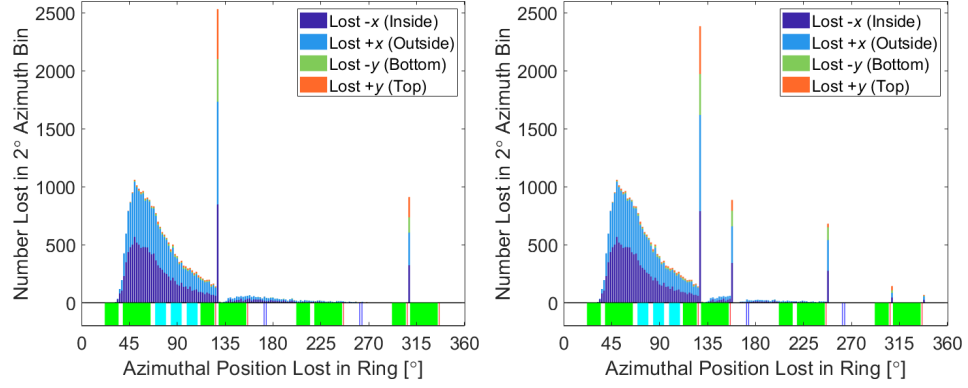 2500
2000
1500
1000
500
0
Number Lost in 2° Azimuth Bin
Lost -x (Inside)
Lost +x (Outside)
Lost -y (Bottom)
Lost +y (Top)
0 45 90 135 180 225 270 315 360
Azimuthal Position Lost in Ring [°]
2500
2000
1500
1000
500
0
Number Lost in 2° Azimuth Bin
Lost -x (Inside)
Lost +x (Outside)
Lost -y (Bottom)
Lost +y (Top)
0 45 90 135 180 225 270 315 360
Azimuthal Position Lost in Ring [°]